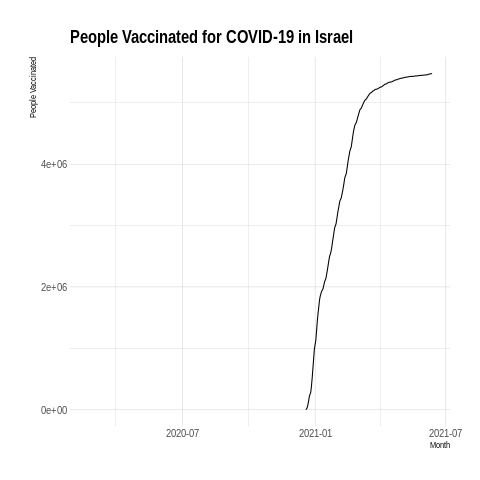 People Vaccinated for COVID-19 in Israel
People Vaccinated
4e+06
2e+06
0e+00
2020-07
2021-01
2021-07
Month